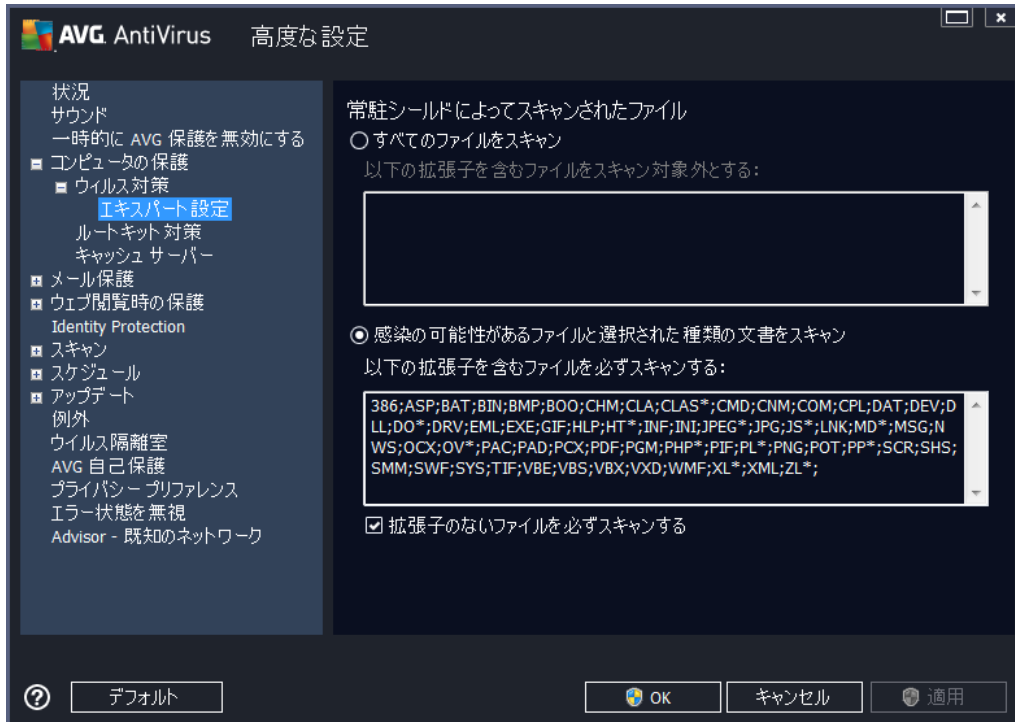 AVG. AntiVirus 高度な設定
状況
サウンド
一時的に AVG 保護を無効にする
コンピュータの保護
ウィルス対策
エキスパート設定
ルートキット対策
キャッシュ サーバー
メール保護
ウェブ閲覧時の保護
Identity Protection
スキャン
スケジュール
アップデート
例外
ウイルス隔離室
AVG 自己保護
プライバシー プリファレンス
エラー状態を無視
Advisor - 既知のネットワーク
常駐シールドによってスキャンされたファイル
すべてのファイルをスキャン
以下の拡張子を含むファイルをスキャン対象外とする:
感染の可能性があるファイルと選択された種類の文書をスキャン
以下の拡張子を含むファイルを必ずスキャンする:
386;ASP;BAT;BIN;BMP;BOO;CHM;CLA;CLAS*;CMD;CNM;COM;CPL;DAT;DEV;D
LL;DO*;DRV;EML;EXE;GIF;HLP;HT*;INF;INI;JPEG*;JPG;JS*;LNK;MD*;MSG;N
WS;OCX;OV*;PAC;PAD;PCX;PDF;PGM;PHP*;PIF;PL*;PNG;POT;PP*;SCR;SHS;
SMM;SWF;SYS;TIF;VBE;VBS;VBX;VXD;WMF;XL*;XML;ZL*;
拡張子のないファイルを必ずスキャンする
? デフォルト OK キャンセル 適用